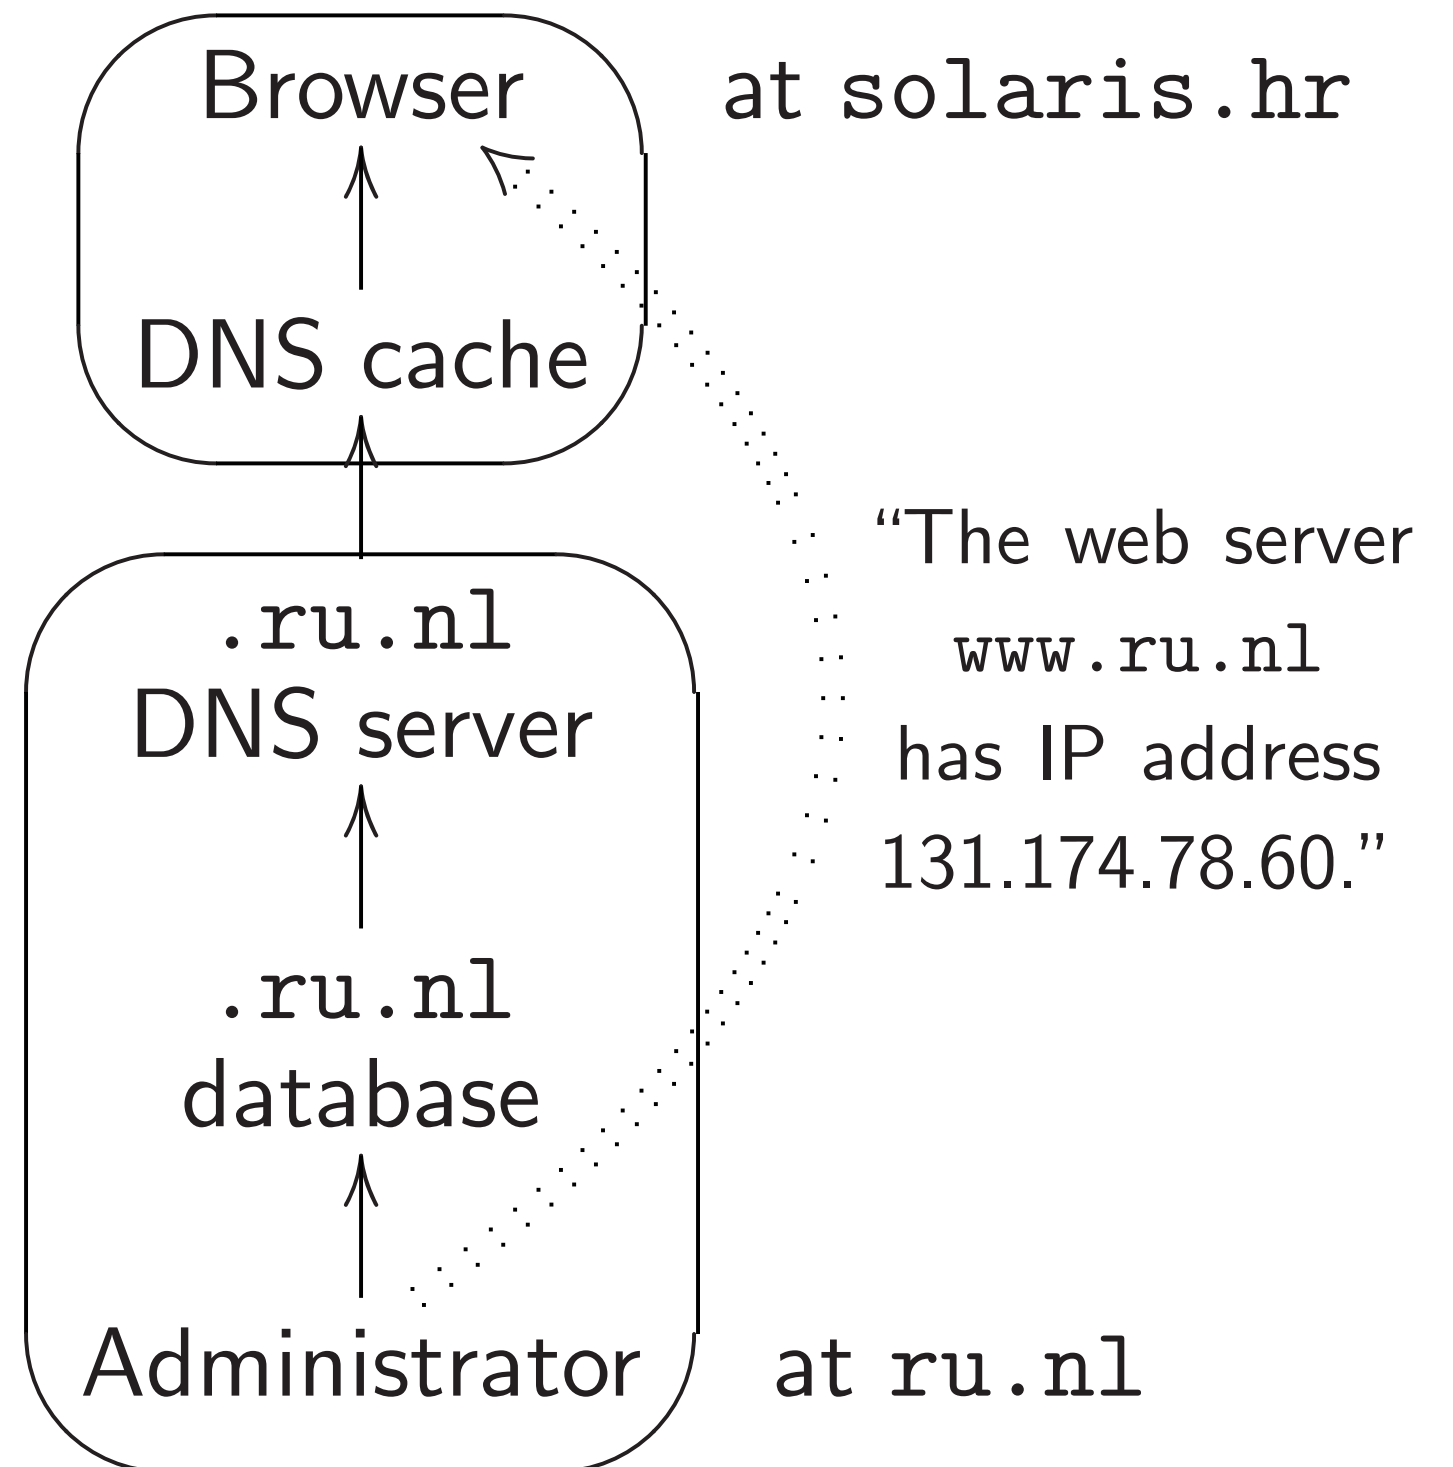 Browser
at solaris.hr
DNS cache
“The web server
www.ru.nl
has IP address
131.174.78.60.”
.ru.nl
DNS server
.ru.nl
database
Administrator
at ru.nl